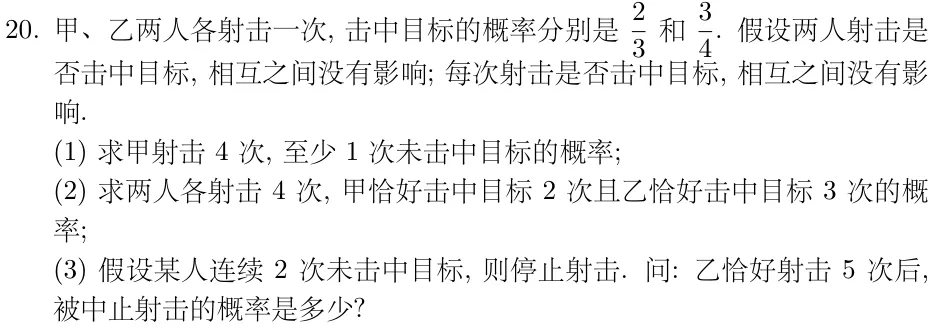 20. 甲、乙两人各射击一次, 击中目标的概率分别是 2/3 和 3/4. 假设两人射击是
否击中目标, 相互之间没有影响; 每次射击是否击中目标, 相互之间没有影
响.
(1) 求甲射击 4 次, 至少 1 次未击中目标的概率;
(2) 求两人各射击 4 次, 甲恰好击中目标 2 次且乙恰好击中目标 3 次的概
率;
(3) 假设某人连续 2 次未击中目标, 则停止射击. 问: 乙恰好射击 5 次后,
被中止射击的概率是多少?